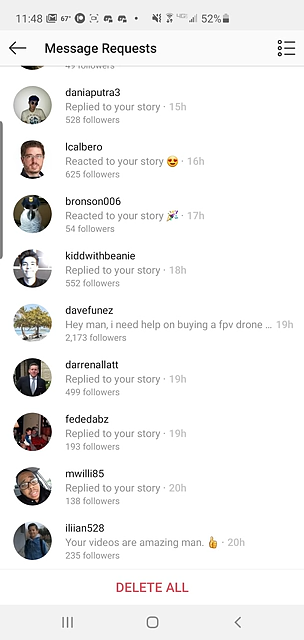 11:48 67° 52%
Message Requests
49 followers
daniaputra3
Replied to your story · 15h
528 followers
lcalbero
Reacted to your story 😍 · 16h
625 followers
bronson006
Reacted to your story 🎉 · 17h
54 followers
kiddwithbeanie
Replied to your story · 18h
552 followers
davefunez
Hey man, i need help on buying a fpv drone ... 19h
2,173 followers
darrenallatt
Replied to your story · 19h
499 followers
fededabz
Replied to your story · 19h
193 followers
mwilli85
Replied to your story · 20h
138 followers
iliian528
Your videos are amazing man. 👍 · 20h
235 followers
DELETE ALL